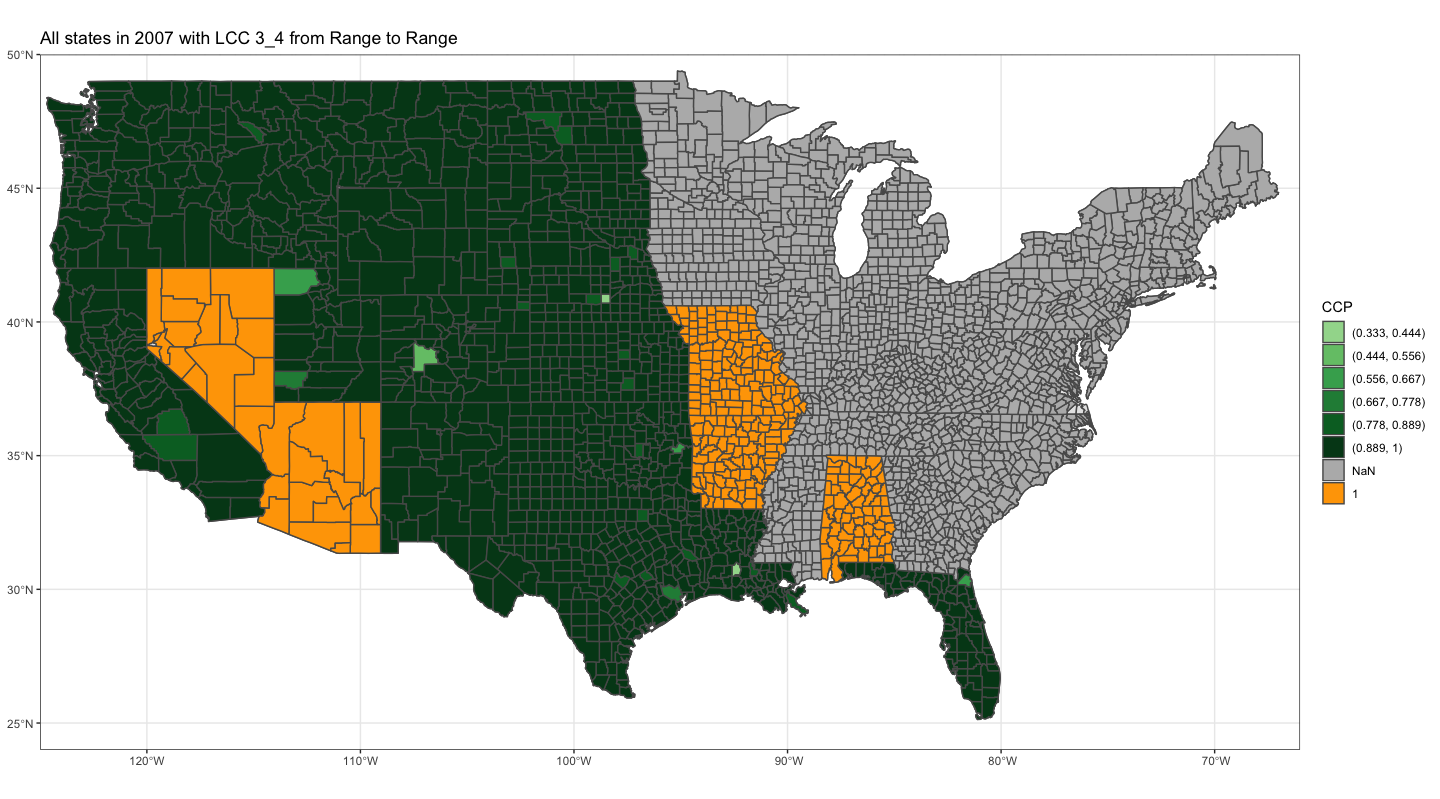 All states in 2007 with LCC 3_4 from Range to Range
50°N
45°N
40°N
35°N
30°N
25°N
120°W
110°W
100°W
90°W
80°W
70°W
CCP
(0.333, 0.444)
(0.444, 0.556)
(0.556, 0.667)
(0.667, 0.778)
(0.778, 0.889)
(0.889, 1)
NaN
1